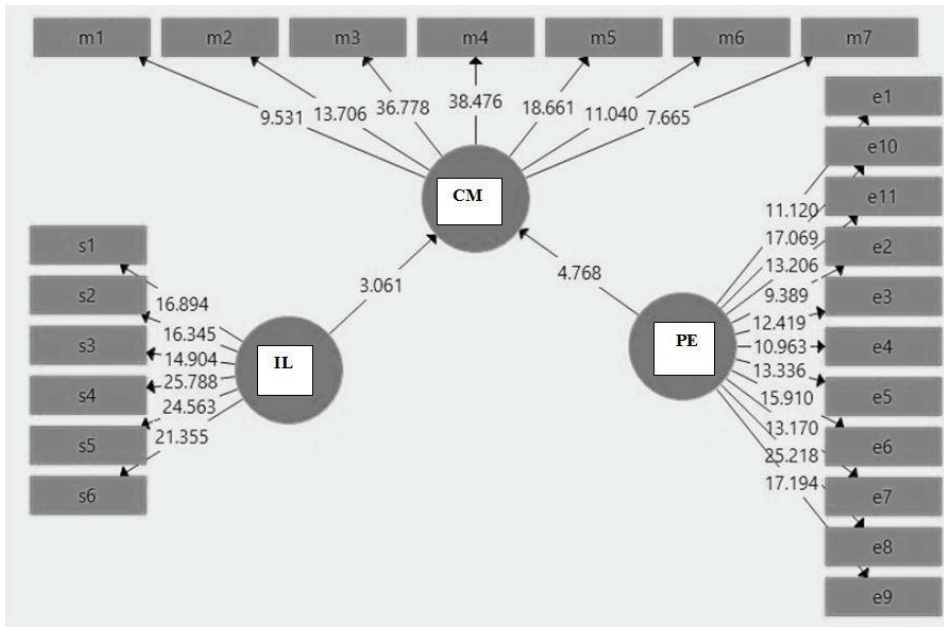 m1
m2
m3
m4
m5
m6
m7
9.531
13.706
36.778
38.476
18.661
11.040
7.665
CM
3.061
4.768
s1
s2
s3
s4
s5
s6
16.894
16.345
14.904
25.788
24.563
21.355
IL
PE
11.120
17.069
13.206
9.389
12.419
10.963
13.336
15.910
13.170
25.218
17.194
e1
e10
e11
e2
e3
e4
e5
e6
e7
e8
e9